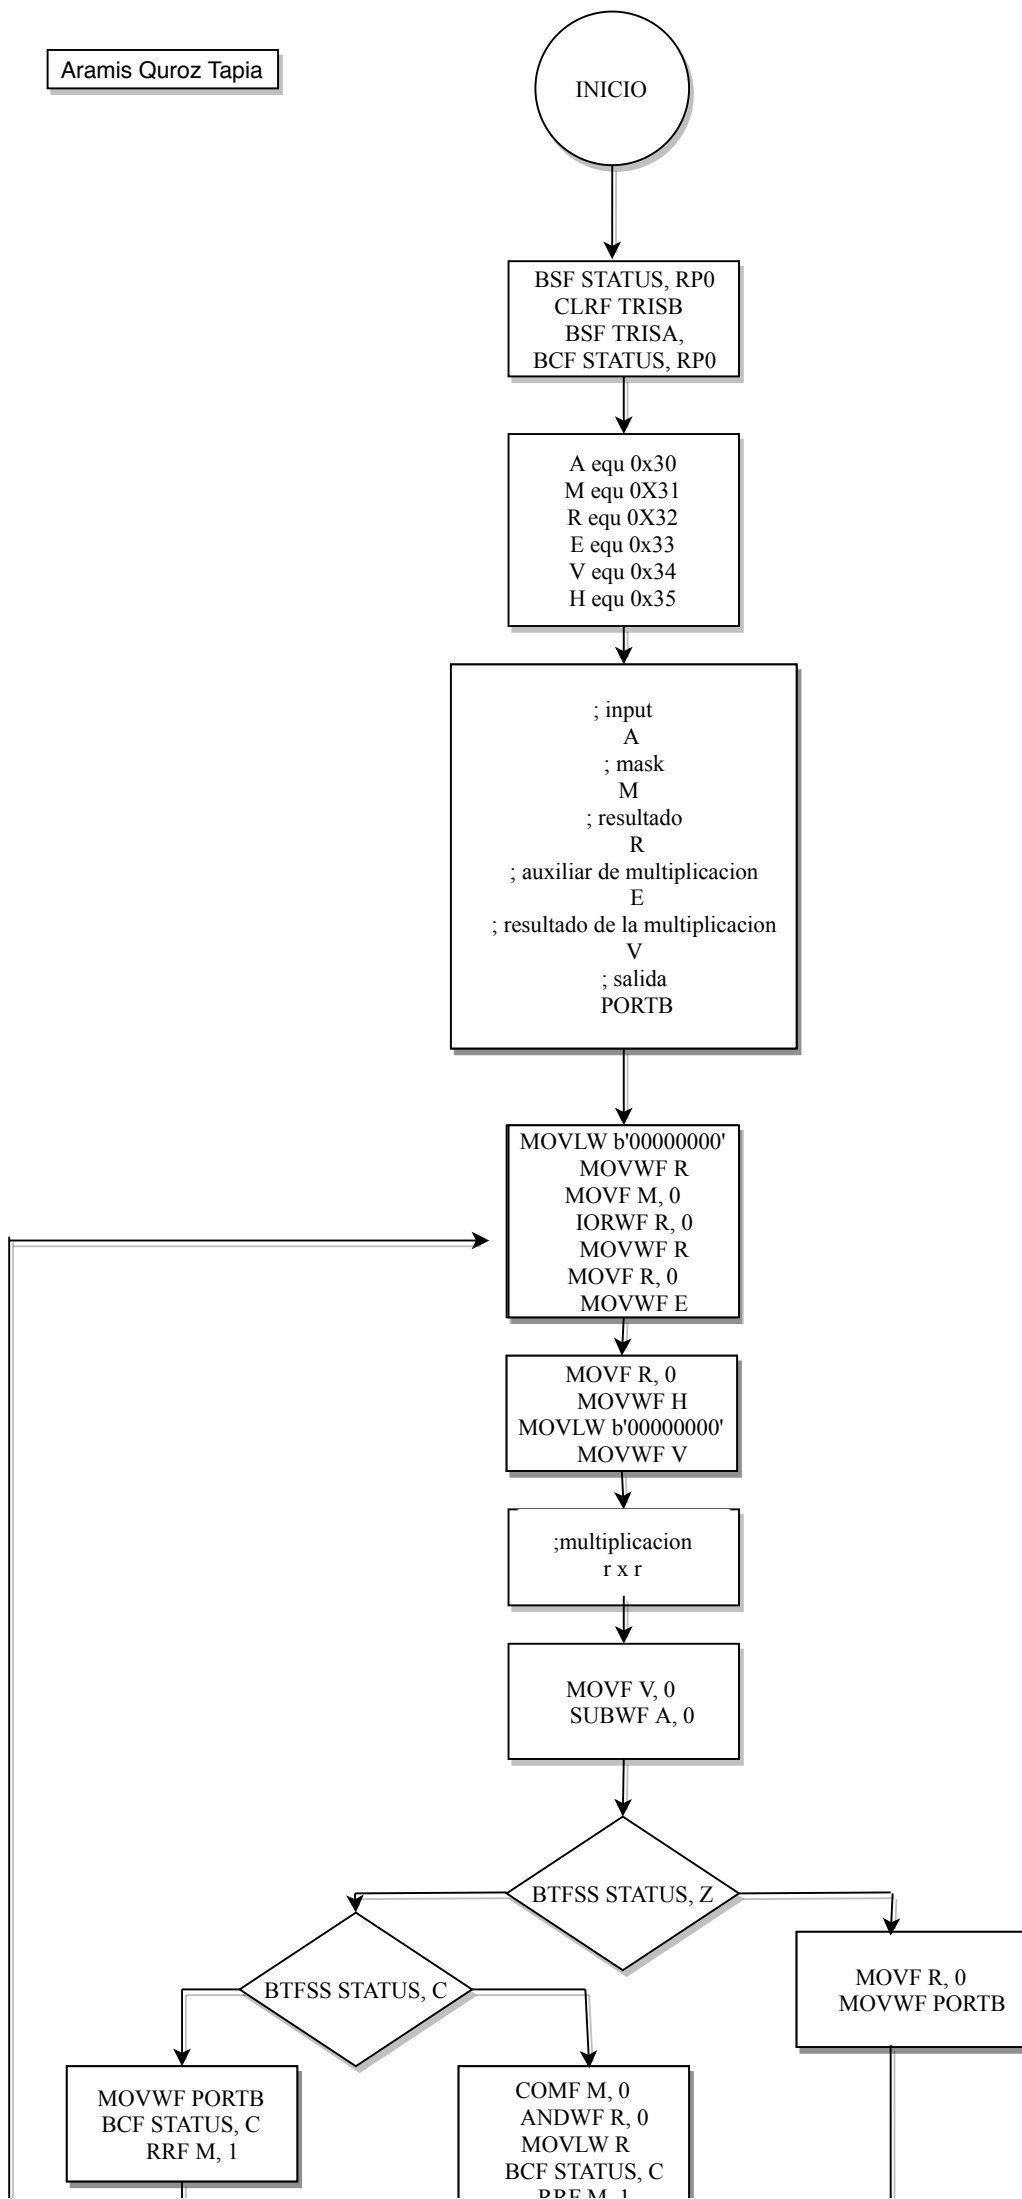 Aramis Quroz Tapia
INICIO
BSF STATUS, RP0
CLRF TRISB
BSF TRISA,
BCF STATUS, RP0
A equ 0x30
M equ 0X31
R equ 0X32
E equ 0x33
V equ 0x34
H equ 0x35
; input
A
; mask
M
; resultado
R
; auxiliar de multiplicacion
E
; resultado de la multiplicacion
V
; salida
PORTB
MOVLW b'00000000'
MOVWF R
MOVF M, 0
IORWF R, 0
MOVWF R
MOVF R, 0
MOVWF E
MOVF R, 0
MOVWF H
MOVLW b'00000000'
MOVWF V
;multiplicacion
r x r
MOVF V, 0
SUBWF A, 0
BTFSS STATUS, Z
BTFSS STATUS, C
MOVF R, 0
MOVWF PORTB
MOVWF PORTB
BCF STATUS, C
RRF M, 1
COMF M, 0
ANDWF R, 0
MOVLW R
BCF STATUS, C
RRF M, 1